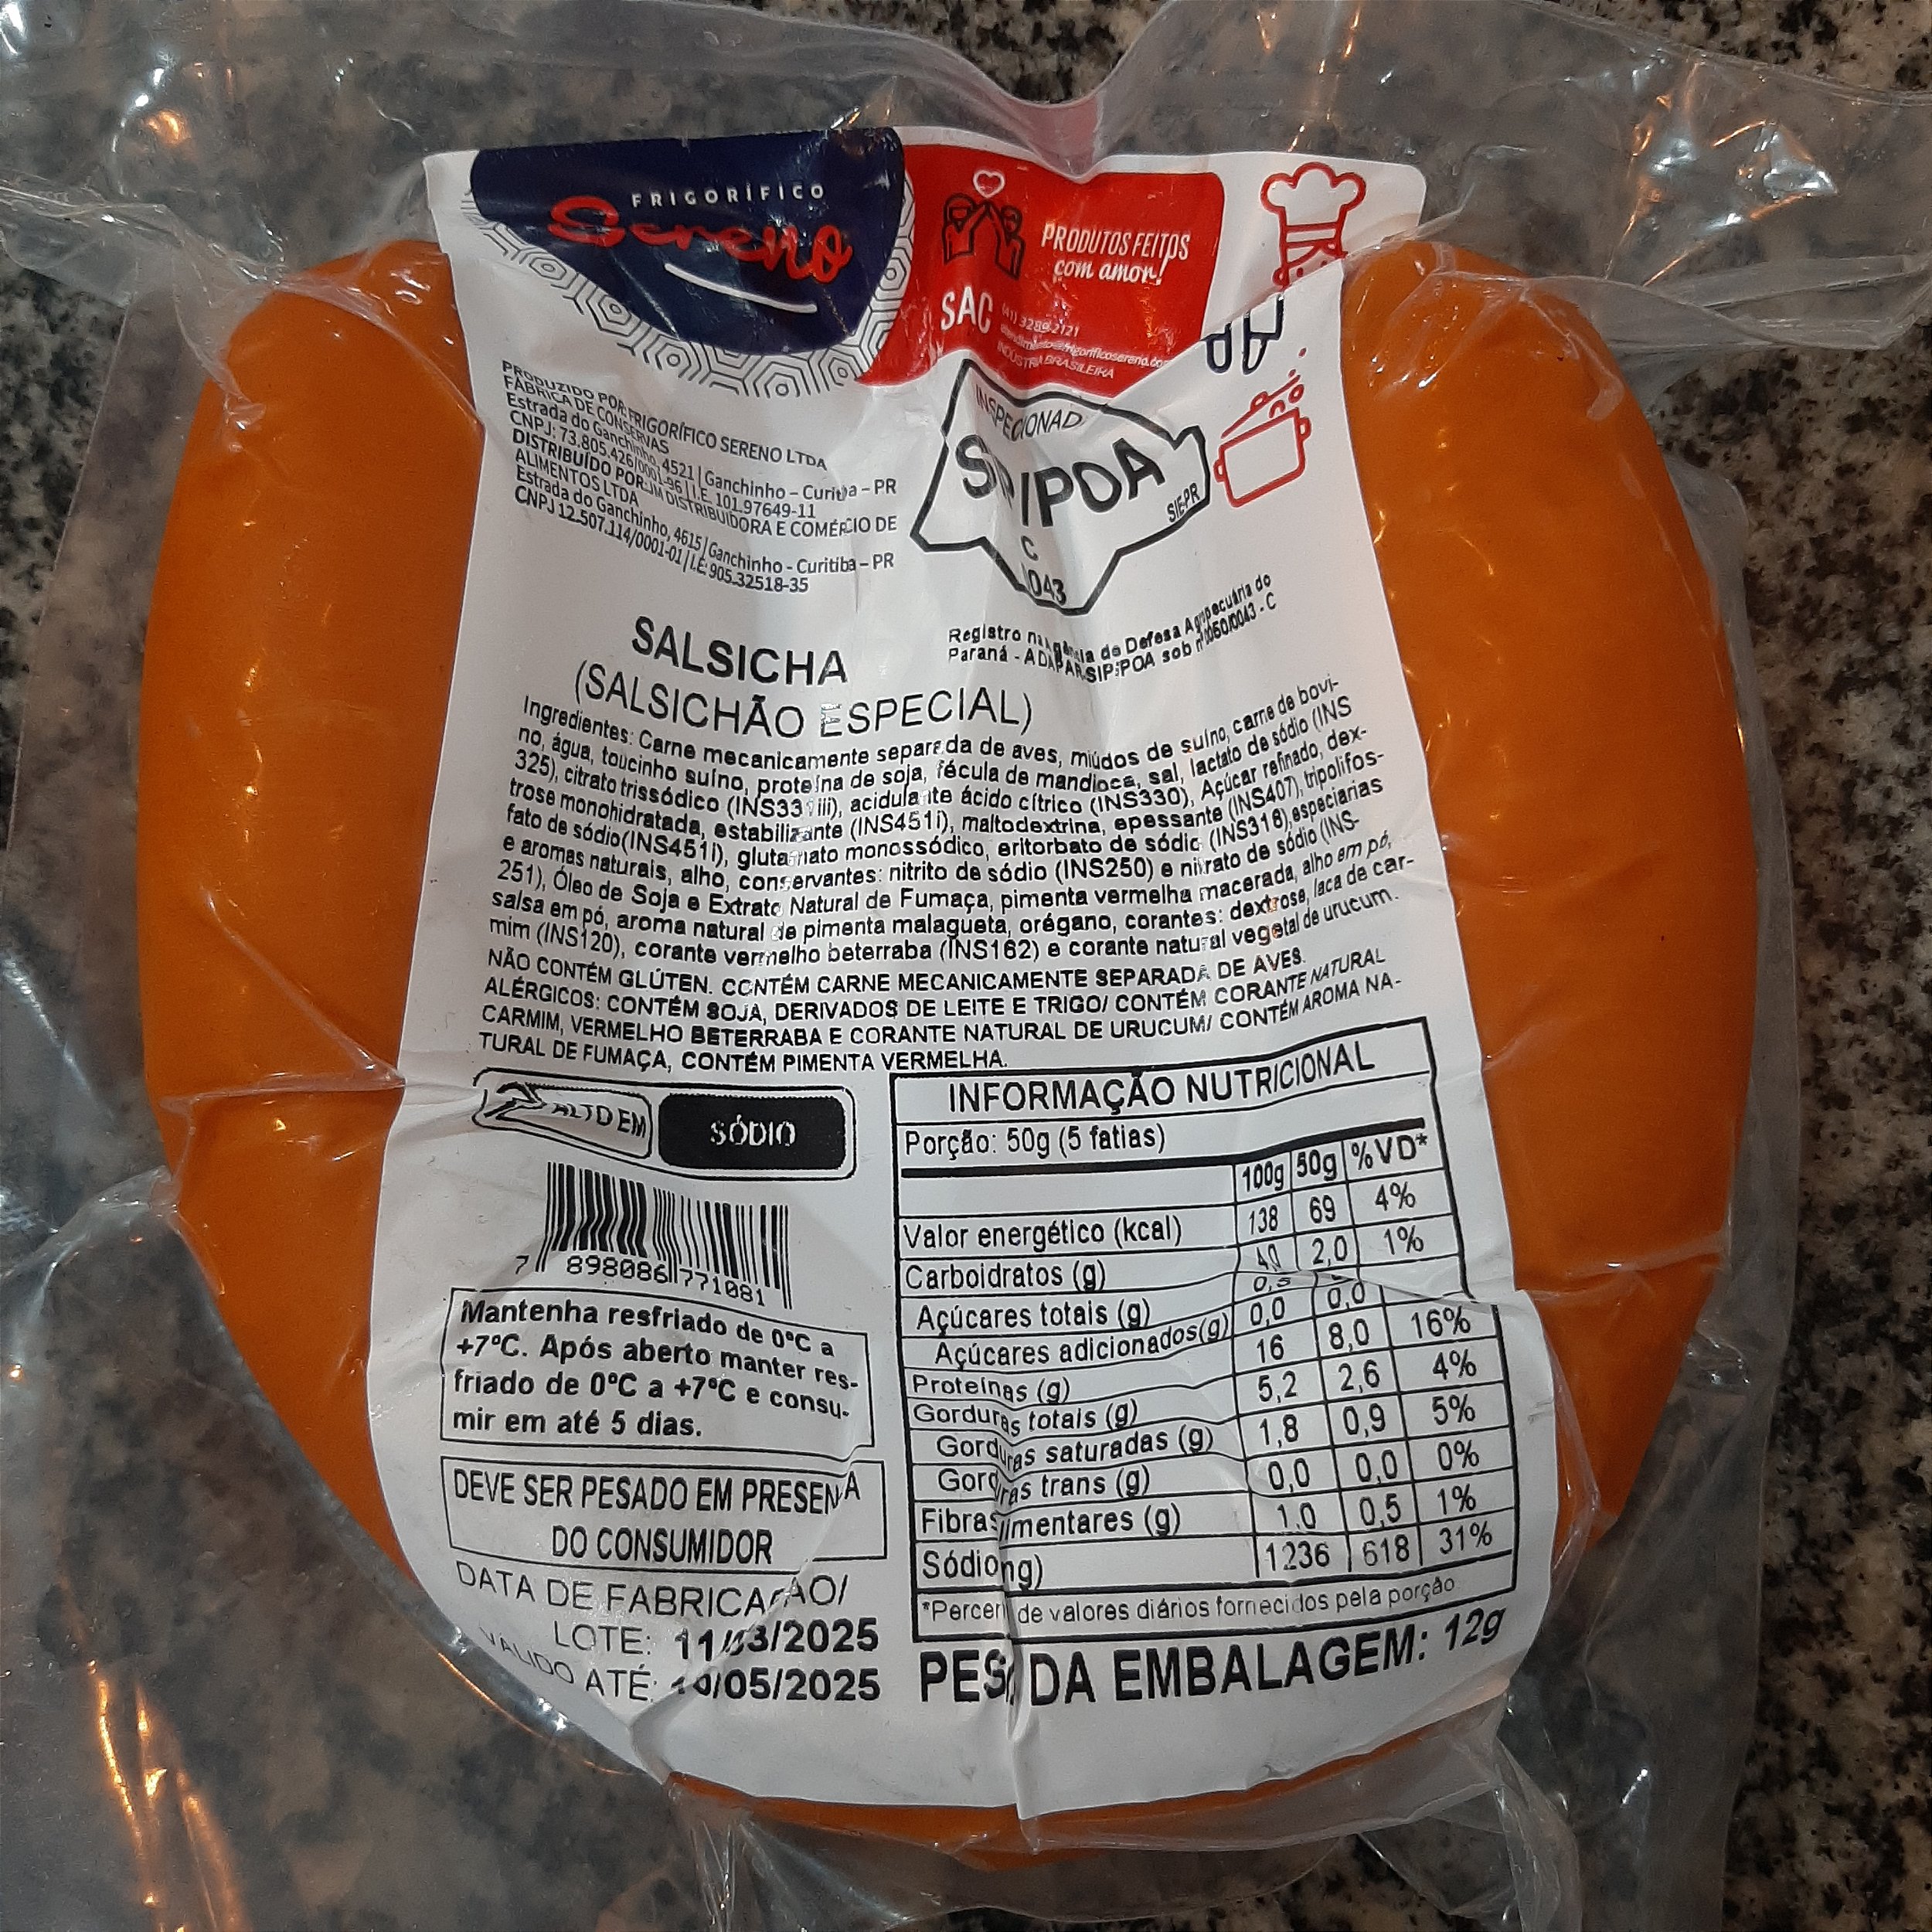 FRIGORÍFICO
Sereno
PRODUTOS FEITOS
com amor!
SAC
(41) 3289-2121
INDÚSTRIA BRASILEIRA
PRODUZIDO POR: FRIGORÍFICO SERENO LTDA
FÁBRICA DE CONSERVAS
Estrada do Ganchinho, 4521 | Ganchinho - Curitiba - PR
CNPJ: 73.805.426/0001-96 | I.E. 101.97649-11
DISTRIBUÍDO POR: JM DISTRIBUIDORA E COMÉRCIO DE
ALIMENTOS LTDA
Estrada do Ganchinho, 4615 | Ganchinho - Curitiba - PR
CNPJ 12.507.114/0001-01 | I.E: 905.32518-35
SIE-PR
C
Registro na Agência de Defesa Agropecuária do
Paraná - ADAPAR SIP/POA sob nº 0050/0043 - C
SALSICHA
(SALSICHÃO ESPECIAL)
Ingredientes: Carne mecanicamente separada de aves, miúdos de suíno, carne de bovi-
no, água, toucinho suíno, proteína de soja, fécula de mandioca, sal, lactato de sódio (INS
325), citrato trissódico (INS331iii), acidulante ácido cítrico (INS330), Açúcar refinado, dex-
trose monohidratada, estabilizante (INS451i), maltodextrina, epessante (INS407), tripolifos-
fato de sódio(INS451i), glutamato monossódico, eritorbato de sódio (INS316),especiarias
e aromas naturais, alho, conservantes: nitrito de sódio (INS250) e nitrato de sódio (INS-
251), Óleo de Soja e Extrato Natural de Fumaça, pimenta vermelha macerada, alho em pó,
salsa em pó, aroma natural de pimenta malagueta, orégano, corantes: dextrose, laca de car-
mim (INS120), corante vermelho beterraba (INS162) e corante natural vegetal de urucum.
NÃO CONTÉM GLÚTEN. CONTÉM CARNE MECANICAMENTE SEPARADA DE AVES.
ALÉRGICOS: CONTÉM SOJA, DERIVADOS DE LEITE E TRIGO/ CONTÉM CORANTE NATURAL
CARMIM, VERMELHO BETERRABA E CORANTE NATURAL DE URUCUM/ CONTÉM AROMA NA-
TURAL DE FUMAÇA, CONTÉM PIMENTA VERMELHA.
ALTO EM SÓDIO
7 898086 771081
Mantenha resfriado de 0°C a
+7°C. Após aberto manter res-
friado de 0°C a +7°C e consu-
mir em até 5 dias.
DEVE SER PESADO EM PRESENÇA
DO CONSUMIDOR
DATA DE FABRICAÇÃO/
LOTE: 11/03/2025
VALIDO ATÉ: /05/2025
INFORMAÇÃO NUTRICIONAL
Porção: 50g (5 fatias)
100g 50g %VD*
Valor energético (kcal) 138 69 4%
Carboidratos (g) 4,0 2,0 1%
Açúcares totais (g) 0,5
Açúcares adicionados(g) 0,0 0,0
Proteínas (g) 16 8,0 16%
Gorduras totais (g) 5,2 2,6 4%
Gorduras saturadas (g) 1,8 0,9 5%
Gorduras trans (g) 0,0 0,0 0%
Fibras alimentares (g) 1,0 0,5 1%
Sódio (mg) 1236 618 31%
*Percentual de valores diários fornecidos pela porção
PESO DA EMBALAGEM: 12g